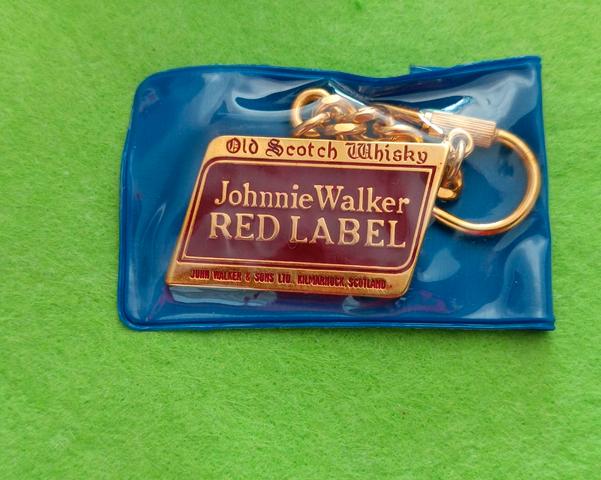 Old Scotch Whisky
Johnnie Walker
RED LABEL
JOHN WALKER & SONS LTD. KILMARNOCK, SCOTLAND.